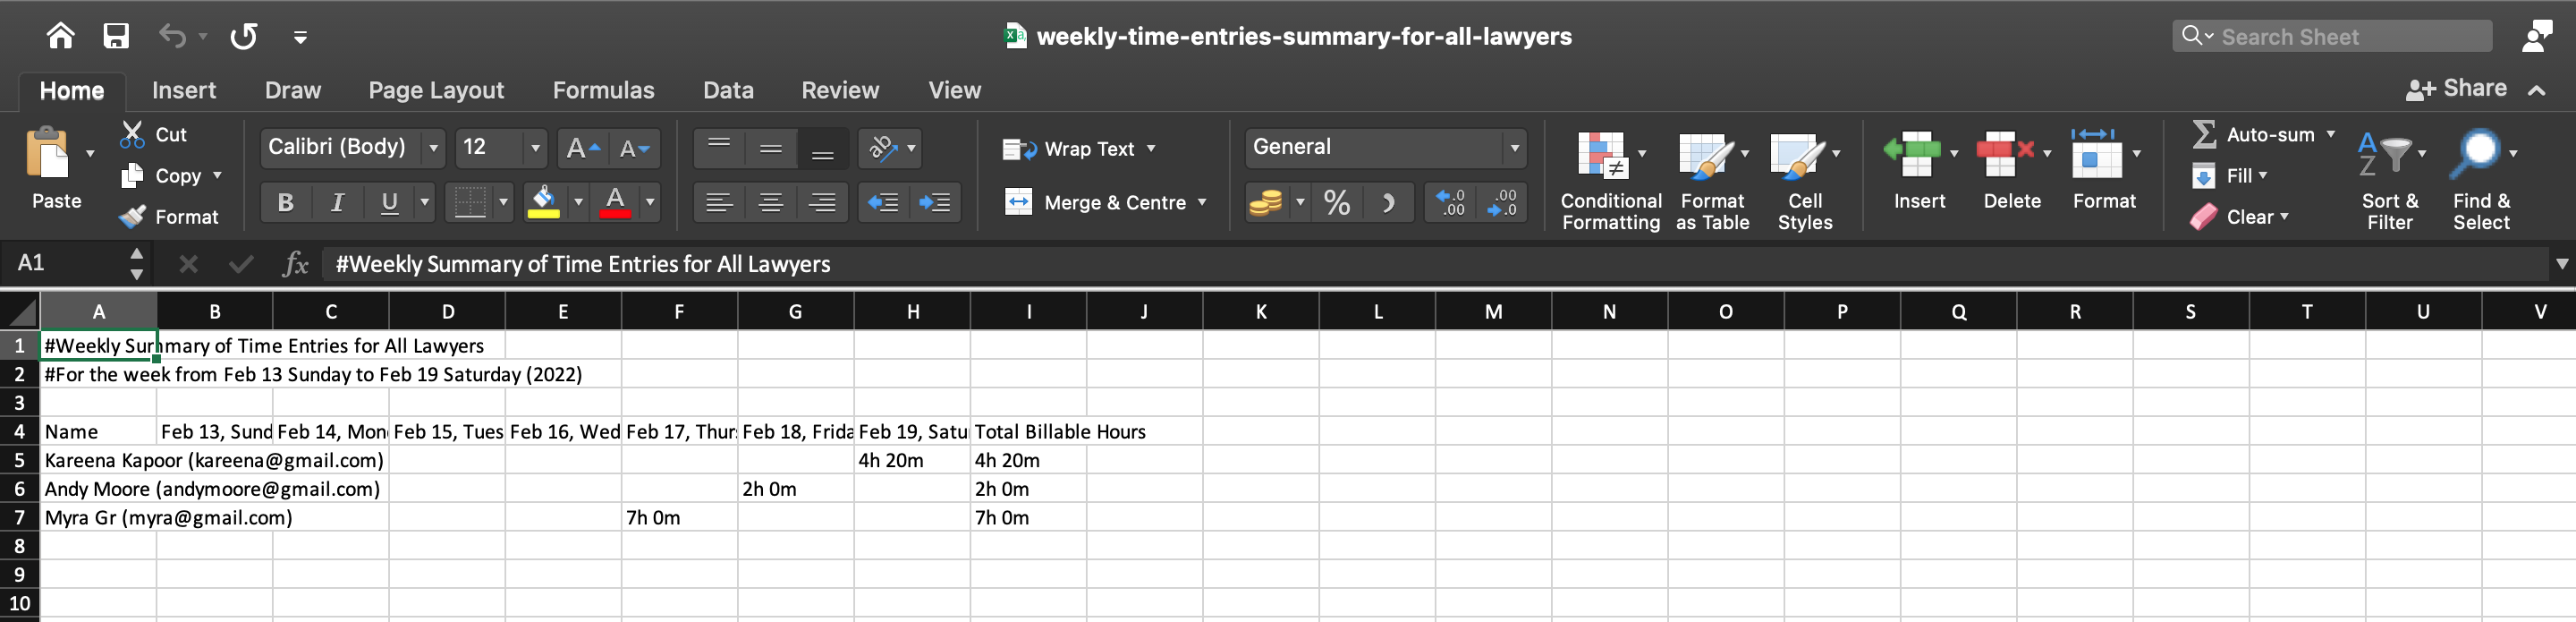 weekly-time-entries-summary-for-all-lawyers
Search Sheet
Home Insert Draw Page Layout Formulas Data Review View
Share
Paste
Cut
Copy
Format
Calibri (Body) 12 A A
B I U A
ab
Wrap Text
Merge & Centre
General
% .0 .00 .00 .0
Conditional Formatting
Format as Table
Cell Styles
Insert
Delete
Format
Auto-sum
Fill
Clear
A Z
Sort & Filter
Find & Select
A1 fx #Weekly Summary of Time Entries for All Lawyers
A B C D E F G H I J K L M N O P Q R S T U V
1 #Weekly Summary of Time Entries for All Lawyers
2 #For the week from Feb 13 Sunday to Feb 19 Saturday (2022)
3
4 Name Feb 13, Sund Feb 14, Mon Feb 15, Tues Feb 16, Wed Feb 17, Thur Feb 18, Frida Feb 19, Satu Total Billable Hours
5 Kareena Kapoor (kareena@gmail.com) 4h 20m 4h 20m
6 Andy Moore (andymoore@gmail.com) 2h 0m 2h 0m
7 Myra Gr (myra@gmail.com) 7h 0m 7h 0m
8
9
10